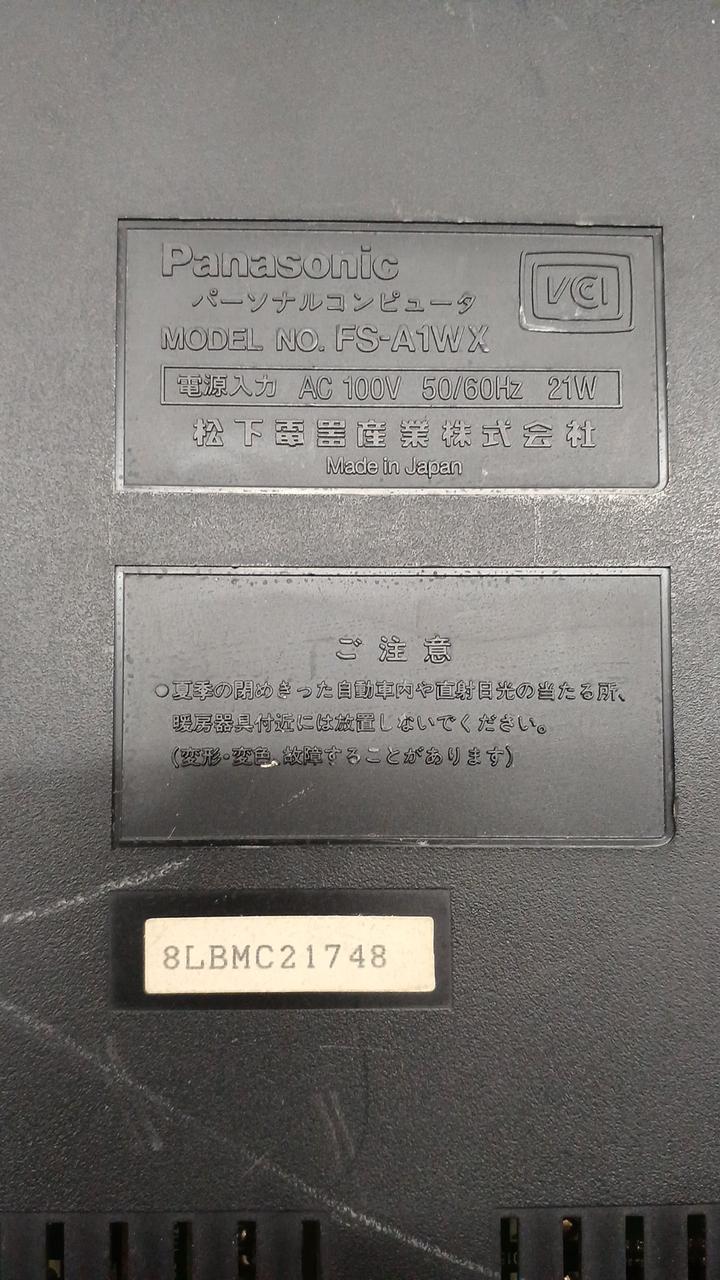 Panasonic
VCCI
パーソナルコンピュータ
MODEL NO. FS-A1WX
電源入力 AC 100V 50/60Hz 21W
松下電器産業株式会社
Made in Japan
ご注意
○夏季の閉めきった自動車内や直射日光の当たる所、
暖房器具付近には放置しないでください。
(変形・変色、故障することがあります)
8LBMC21748